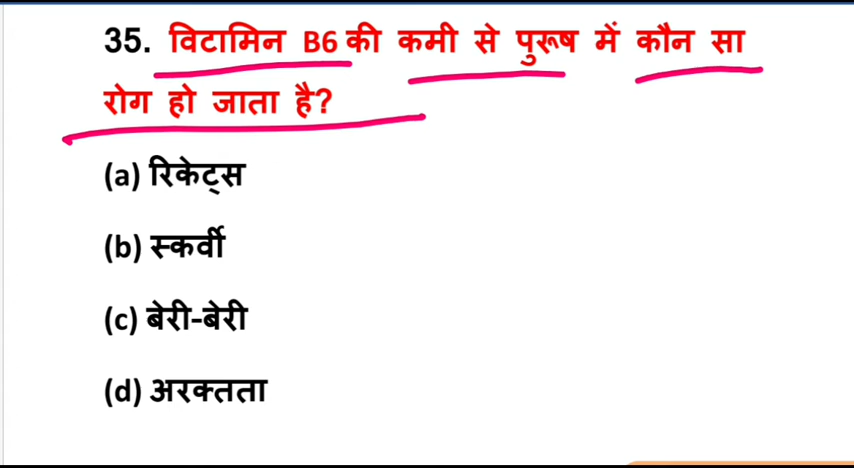 35. विटामिन B6 की कमी से पुरूष में कौन सा
रोग हो जाता है?
(a) रिकेट्स
(b) स्कर्वी
(c) बेरी-बेरी
(d) अरक्तता